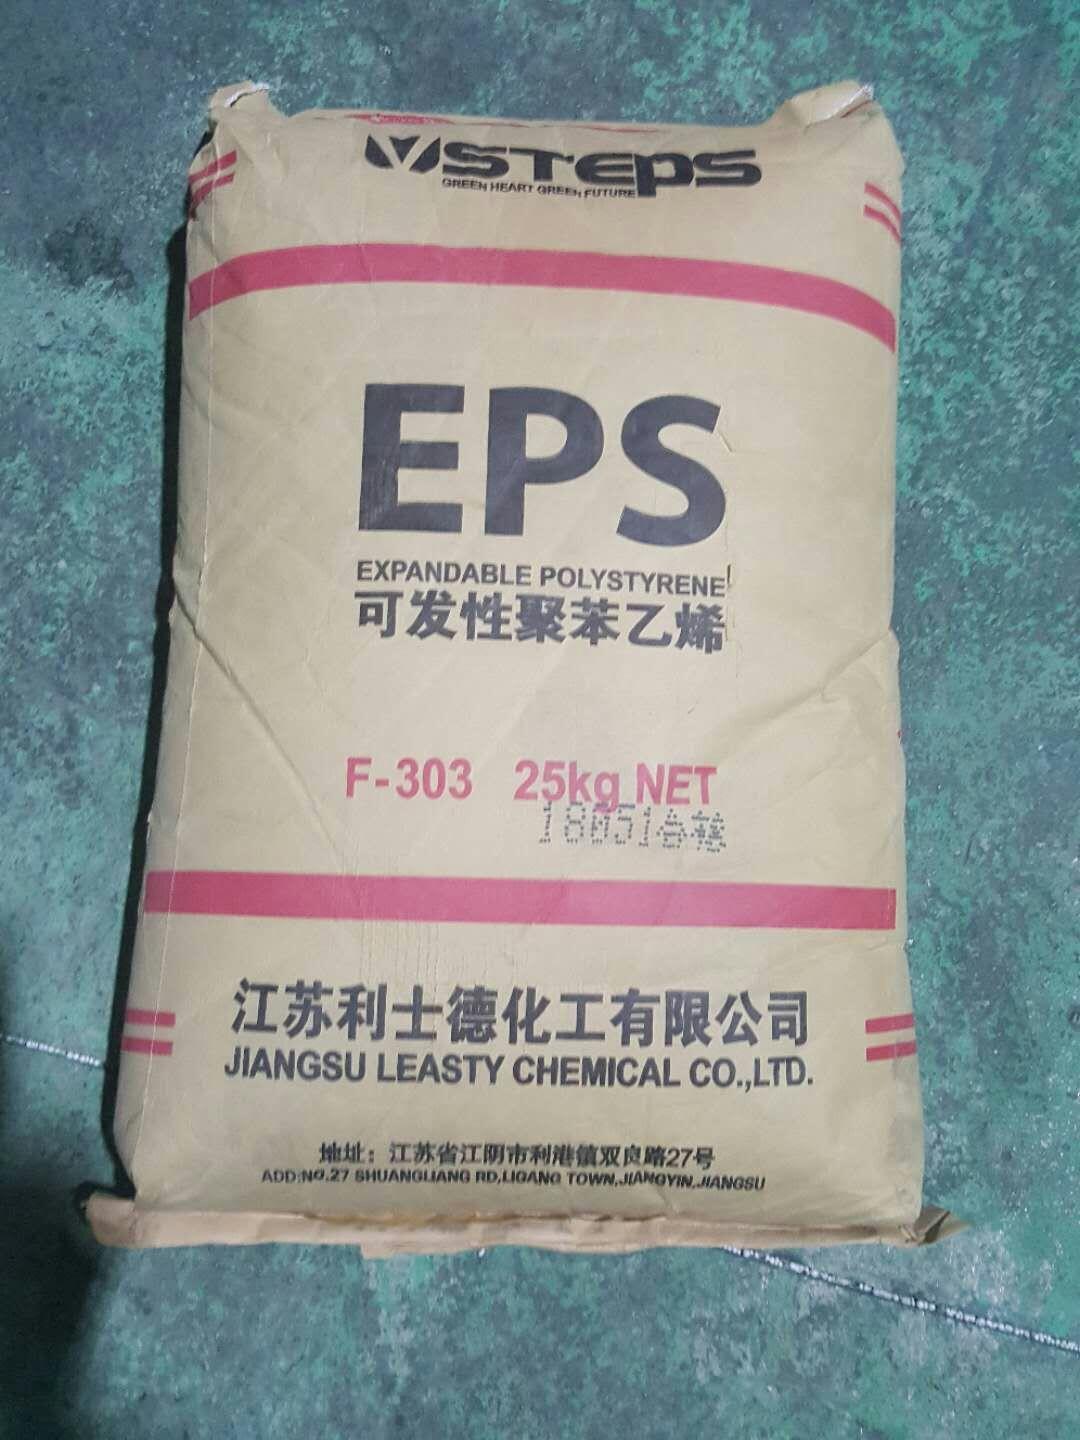 STEPS
GREEN HEART GREEN FUTURE
EPS
EXPANDABLE POLYSTYRENE
可发性聚苯乙烯
F-303 25kg NET
180516
江苏利士德化工有限公司
JIANGSU LEASTY CHEMICAL CO.,LTD.
地址：江苏省江阴市利港镇双良路27号
ADD:NO.27 SHUANGLIANG RD,LIGANG TOWN,JIANGYIN,JIANGSU